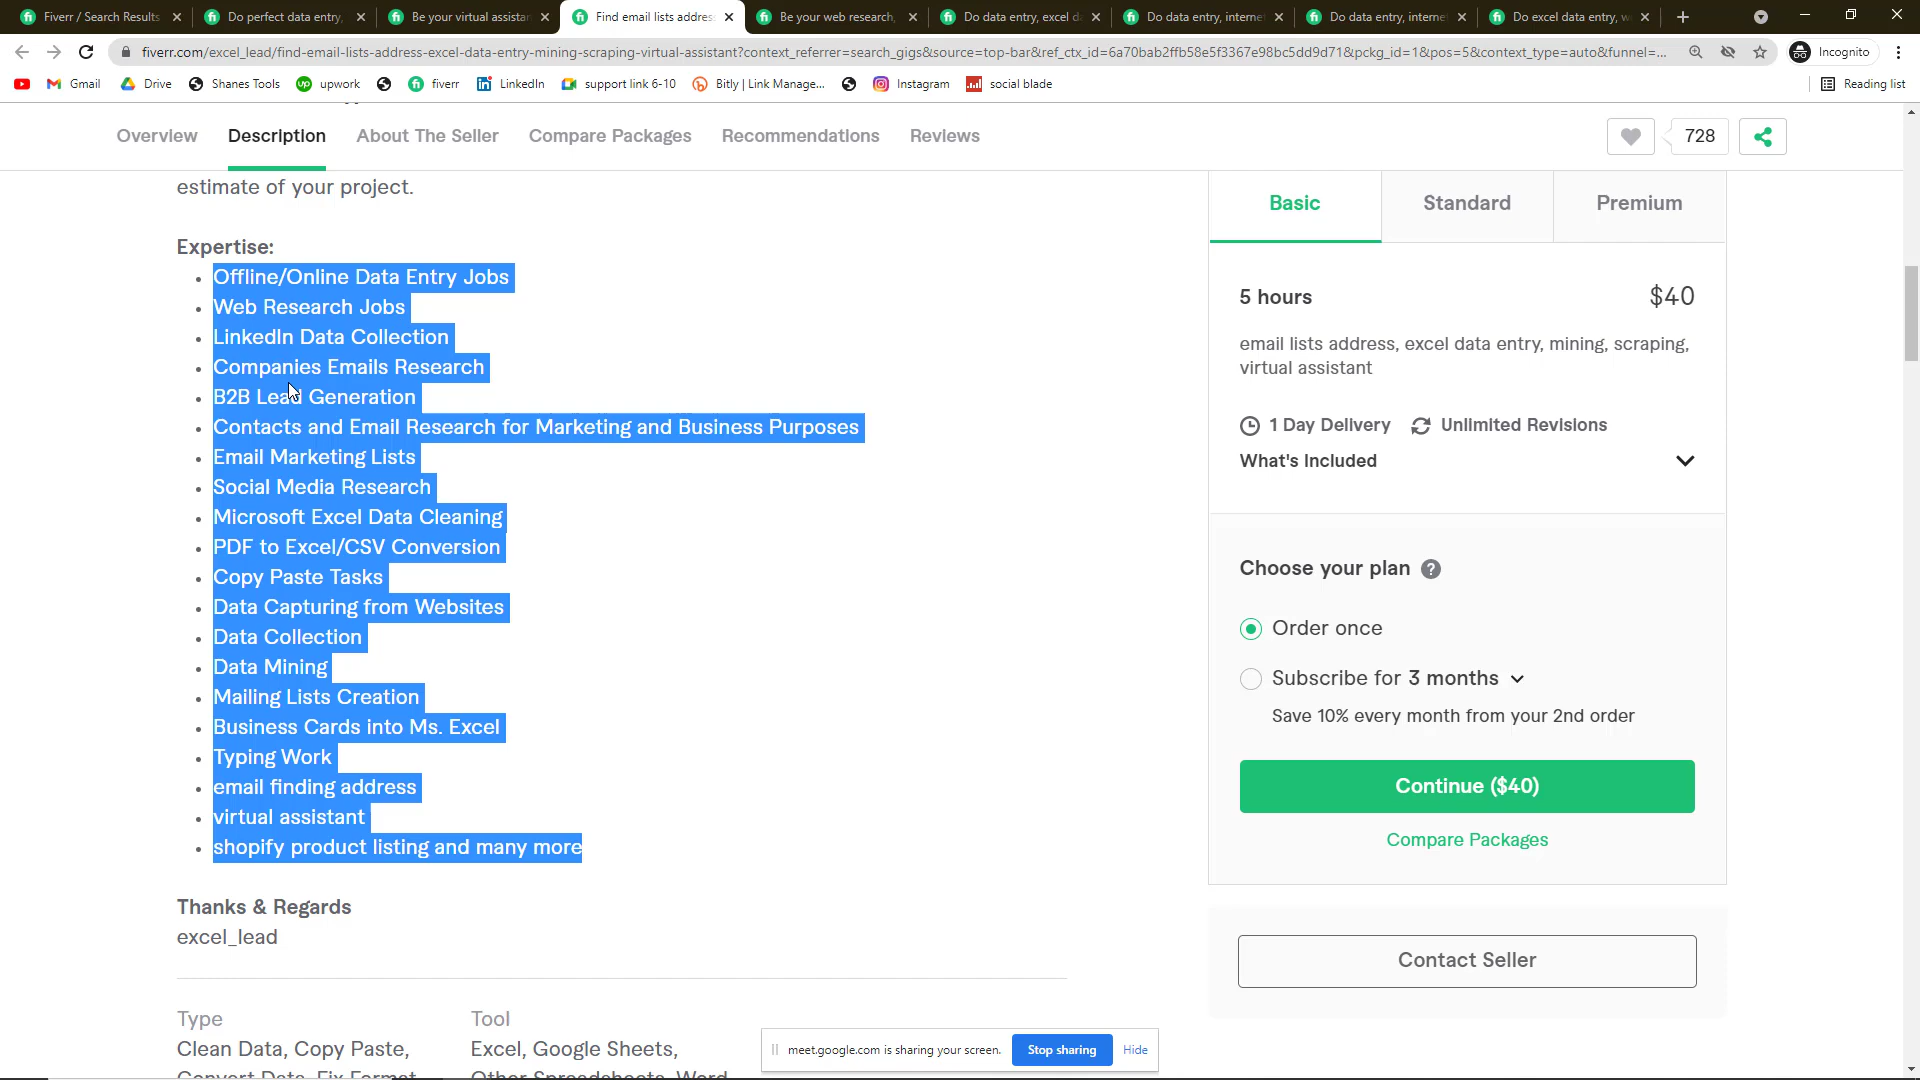 Fiverr / Search Results
Do perfect data entry,
Be your virtual assistan
Find email lists address
Be your web research,
Do data entry, excel da
Do data entry, internet
Do data entry, internet
Do excel data entry, w
fiverr.com/excel_lead/find-email-lists-address-excel-data-entry-mining-scraping-virtual-assistant?context_referrer=search_gigs&source=top-bar&ref_ctx_id=6a70bab2ffb58e5f3367e98bc5dd9d71&pckg_id=1&pos=5&context_type=auto&funnel=...
Incognito
Gmail
Drive
Shanes Tools
upwork
fiverr
LinkedIn
support link 6-10
Bitly | Link Manage...
Instagram
social blade
Reading list
Overview
Description
About The Seller
Compare Packages
Recommendations
Reviews
728
estimate of your project.
Expertise:
Offline/Online Data Entry Jobs
Web Research Jobs
LinkedIn Data Collection
Companies Emails Research
B2B Lead Generation
Contacts and Email Research for Marketing and Business Purposes
Email Marketing Lists
Social Media Research
Microsoft Excel Data Cleaning
PDF to Excel/CSV Conversion
Copy Paste Tasks
Data Capturing from Websites
Data Collection
Data Mining
Mailing Lists Creation
Business Cards into Ms. Excel
Typing Work
email finding address
virtual assistant
shopify product listing and many more
Thanks & Regards
excel_lead
Type
Clean Data, Copy Paste,
Convert Data, Fix Format
Tool
Excel, Google Sheets,
Other Spreadsheets, Word
Basic
Standard
Premium
5 hours
$40
email lists address, excel data entry, mining, scraping,
virtual assistant
1 Day Delivery
Unlimited Revisions
What's Included
Choose your plan ?
Order once
Subscribe for 3 months
Save 10% every month from your 2nd order
Continue ($40)
Compare Packages
Contact Seller
meet.google.com is sharing your screen.
Stop sharing
Hide